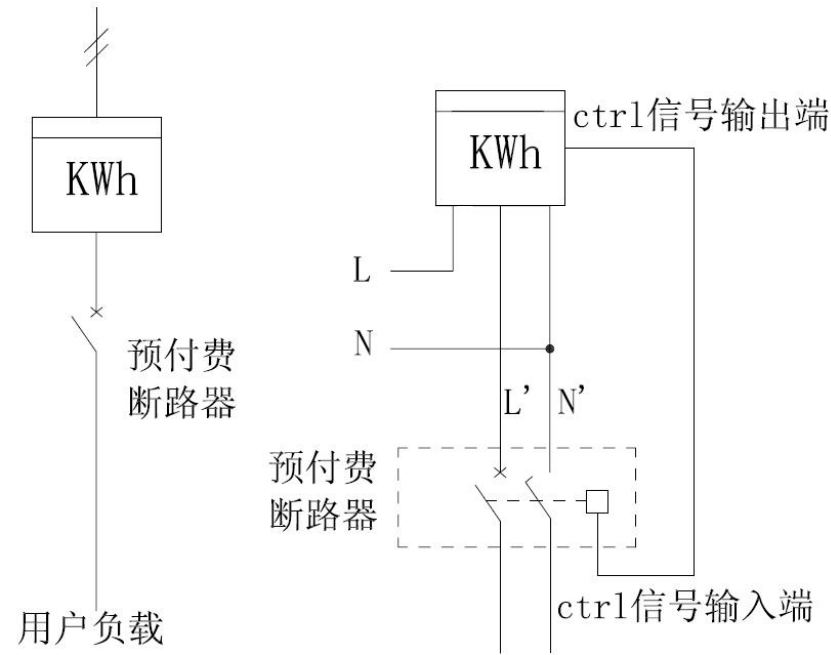 KWh
预付费
断路器
用户负载
KWh
ctrl信号输出端
L
N
L' N'
预付费
断路器
ctrl信号输入端